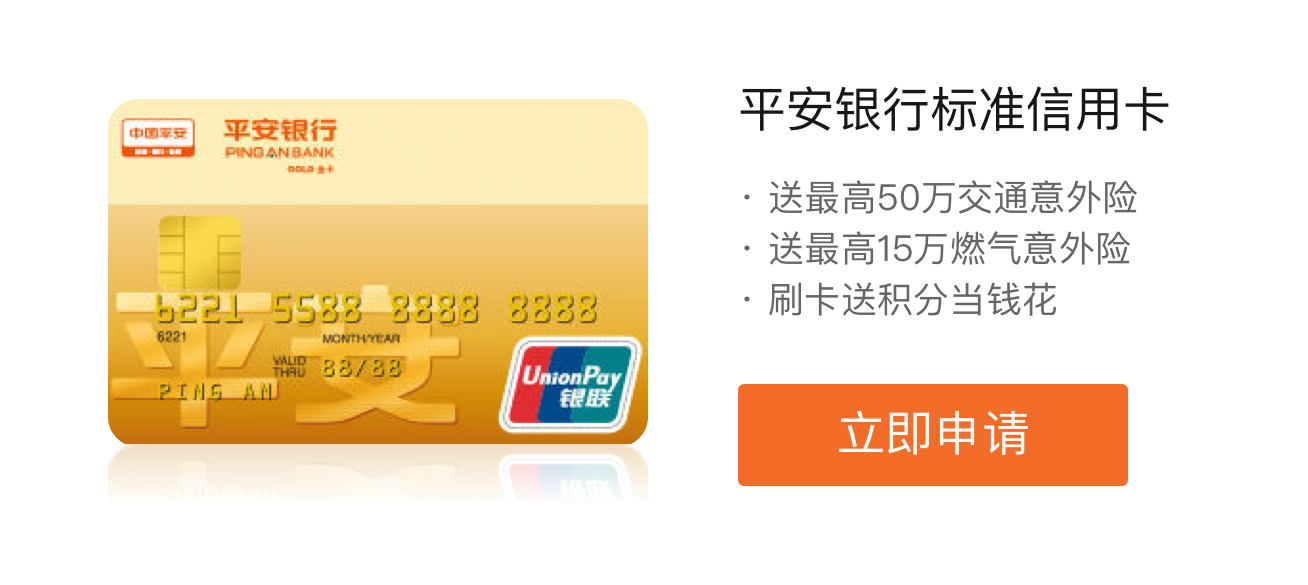 中国平安
平安银行
PING AN BANK
GOLD 金卡
6221 5588 8888 8888
6221
MONTH/YEAR
VALID
THRU
88/88
PING AN
UnionPay
银联
平安银行标准信用卡
· 送最高50万交通意外险
· 送最高15万燃气意外险
· 刷卡送积分当钱花
立即申请